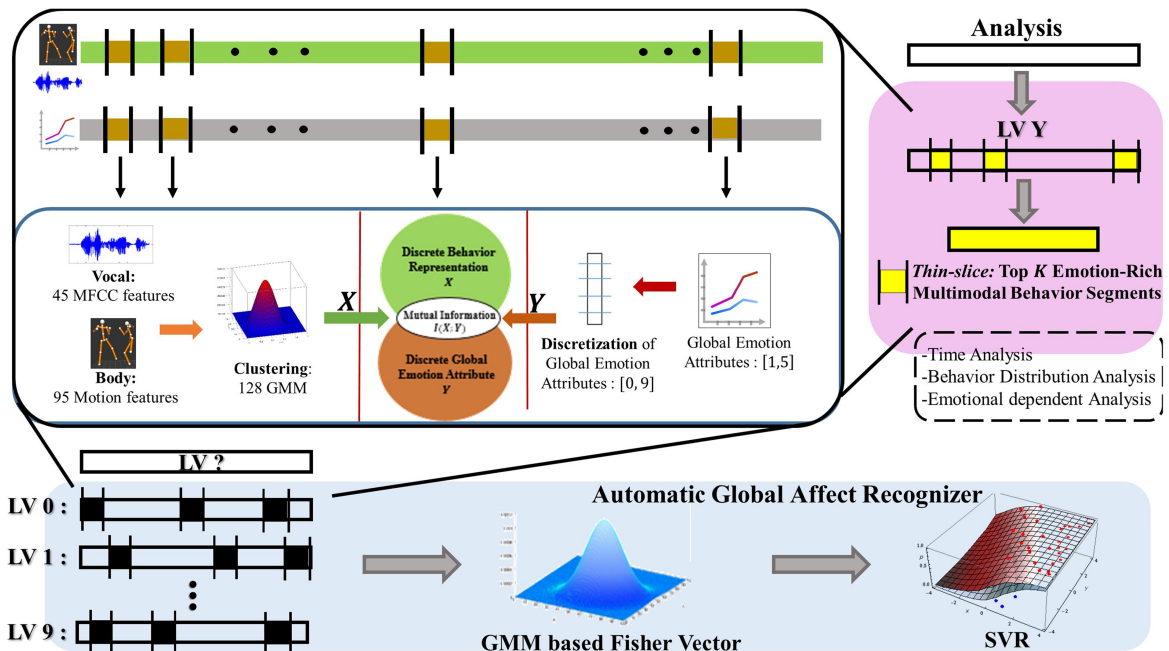 Analysis
LV Y
Thin-slice: Top K Emotion-Rich
Multimodal Behavior Segments
-Time Analysis
-Behavior Distribution Analysis
-Emotional dependent Analysis
Vocal:
45 MFCC features
Body:
95 Motion features
Clustering:
128 GMM
X
Discrete Behavior
Representation
X
Mutual Information
I(X;Y)
Discrete Global
Emotion Attribute
Y
Y
Discretization of
Global Emotion
Attributes : [0, 9]
Global Emotion
Attributes : [1,5]
LV ?
LV 0 :
LV 1 :
LV 9 :
Automatic Global Affect Recognizer
GMM based Fisher Vector
SVR